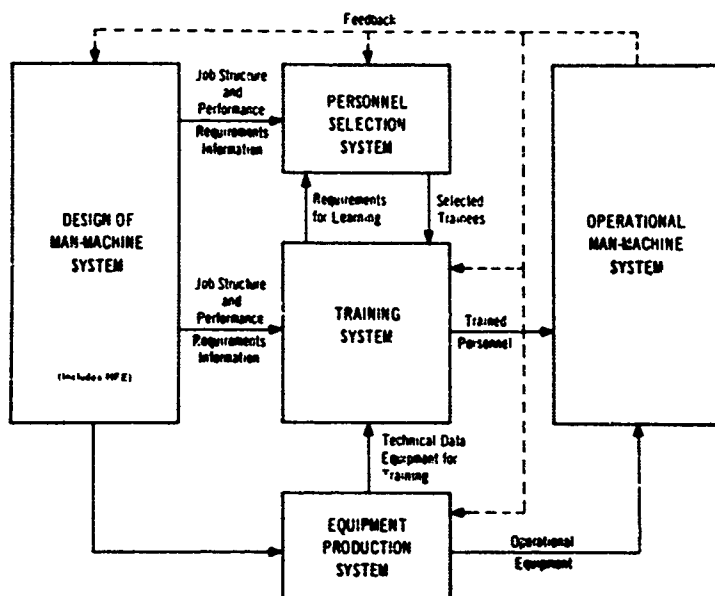 Feedback
Job Structure
and
Performance
Requirements
Information
PERSONNEL
SELECTION
SYSTEM
Requirements
for Learning
Selected
Trainees
DESIGN OF
MAN-MACHINE
SYSTEM
(Includes HFE)
OPERATIONAL
MAN-MACHINE
SYSTEM
Job Structure
and
Performance
Requirements
Information
TRAINING
SYSTEM
Trained
Personnel
Technical Data
Equipment for
Training
EQUIPMENT
PRODUCTION
SYSTEM
Operational
Equipment